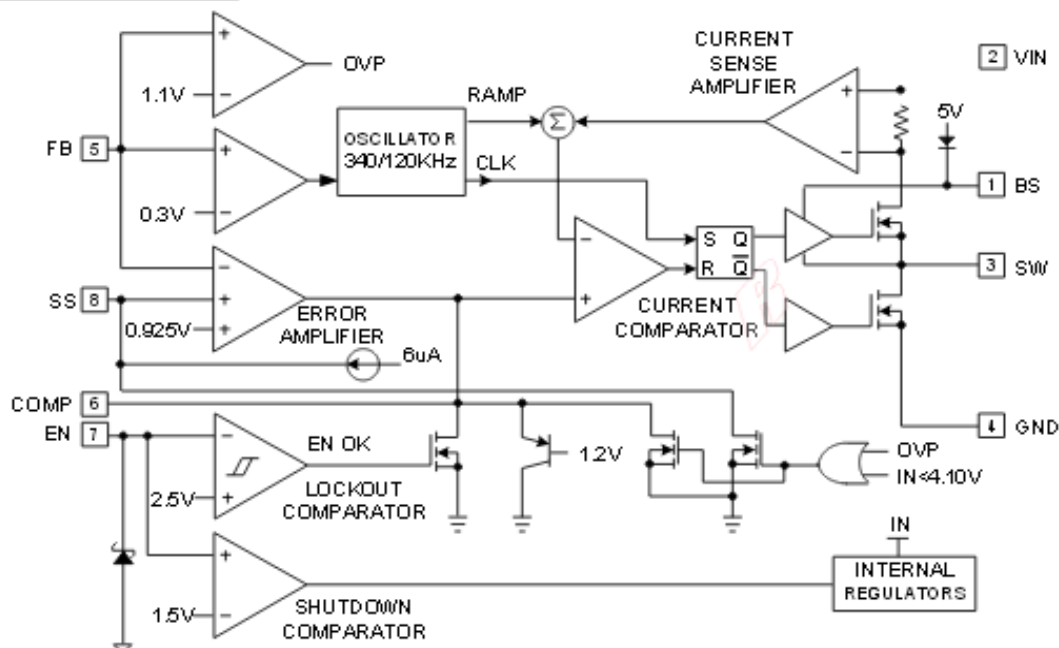 CURRENT
SENSE
AMPLIFIER
2 VIN
+
OVP
1.1V
−
RAMP
+
5V
OSCILLATOR
340/120KHz
Σ
−
FB 5
+
CLK
1 BS
0.3V
−
−
S Q
R Q̅
3 SW
SS 8
−
+
+
0.925V
ERROR
AMPLIFIER
+
CURRENT
COMPARATOR
6uA
COMP 6
EN 7
4 GND
−
EN OK
1.2V
OVP
IN<4.10V
2.5V
+
LOCKOUT
COMPARATOR
IN
+
INTERNAL
REGULATORS
1.5V
−
SHUTDOWN
COMPARATOR